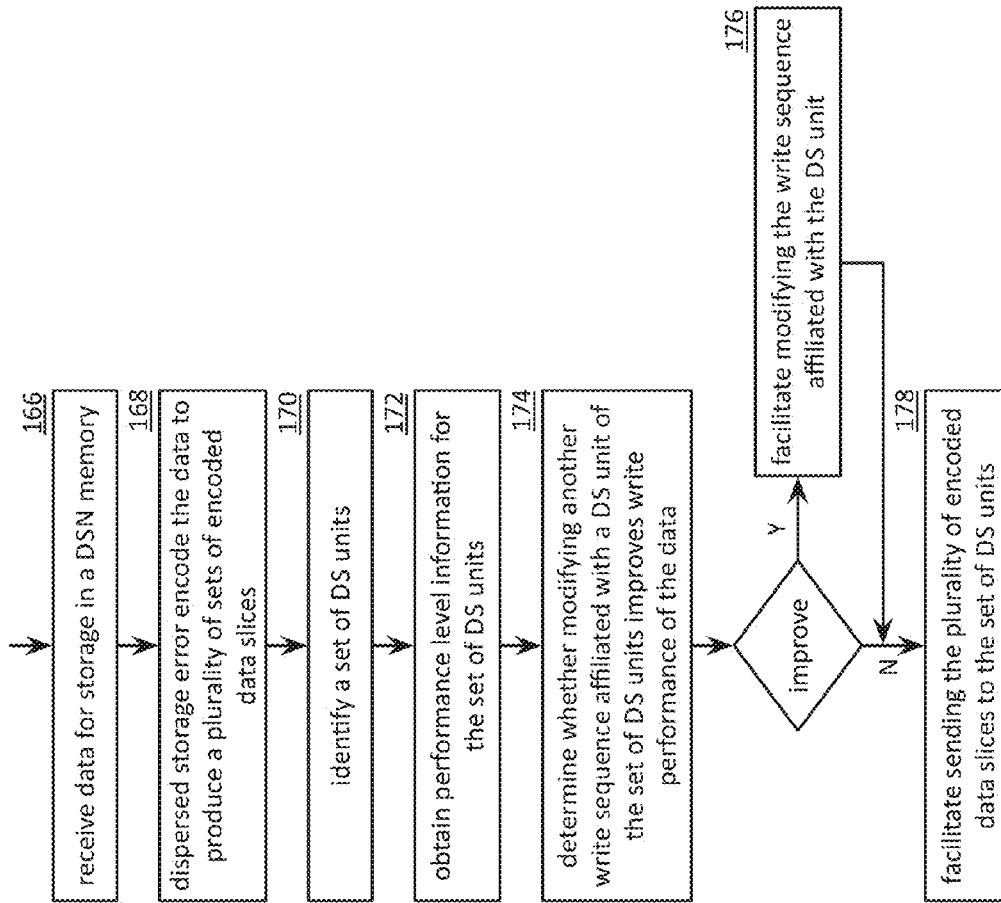 166
receive data for storage in a DSN memory
168
dispersed storage error encode the data to
produce a plurality of sets of encoded
data slices
170
identify a set of DS units
172
obtain performance level information for
the set of DS units
174
determine whether modifying another
write sequence affiliated with a DS unit of
the set of DS units improves write
performance of the data
improve
Y
N
176
facilitate modifying the write sequence
affiliated with the DS unit
178
facilitate sending the plurality of encoded
data slices to the set of DS units